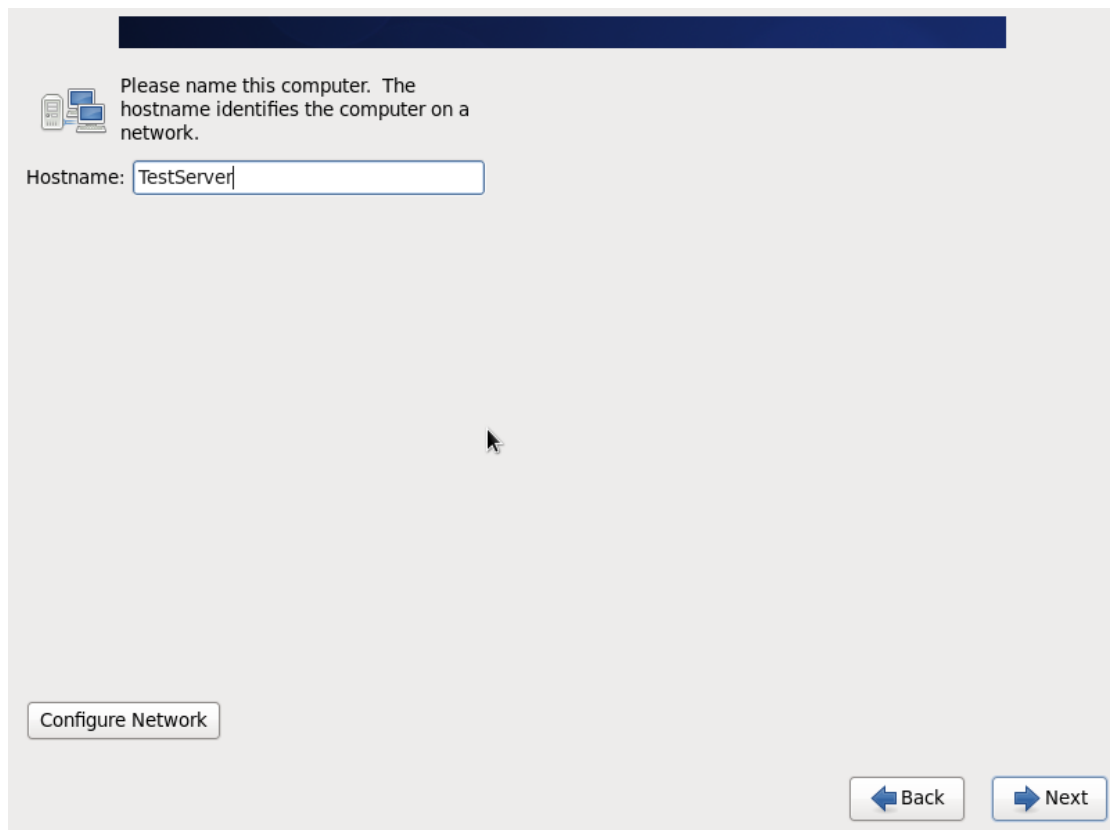 Please name this computer.  The
hostname identifies the computer on a
network.
Hostname: TestServer
Configure Network
Back Next